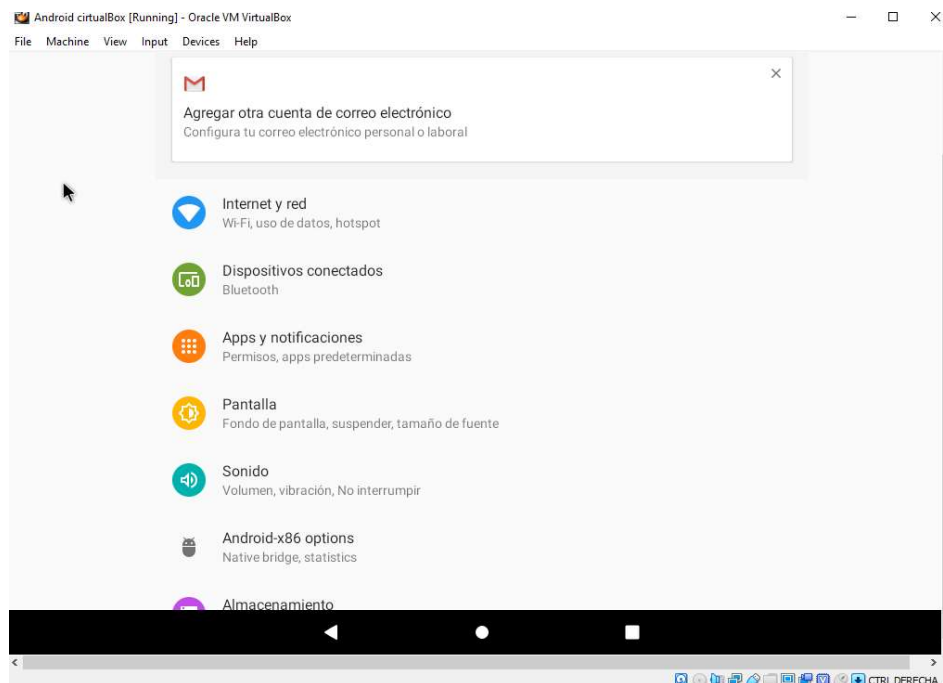 Android cirtualBox [Running] - Oracle VM VirtualBox
File Machine View Input Devices Help
Agregar otra cuenta de correo electrónico
Configura tu correo electrónico personal o laboral
Internet y red
Wi-Fi, uso de datos, hotspot
Dispositivos conectados
Bluetooth
Apps y notificaciones
Permisos, apps predeterminadas
Pantalla
Fondo de pantalla, suspender, tamaño de fuente
Sonido
Volumen, vibración, No interrumpir
Android-x86 options
Native bridge, statistics
Almacenamiento
CTRL DERECHA